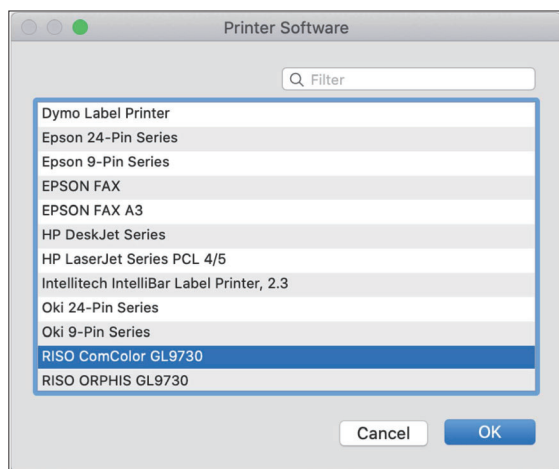 Printer Software
Filter
Dymo Label Printer
Epson 24-Pin Series
Epson 9-Pin Series
EPSON FAX
EPSON FAX A3
HP DeskJet Series
HP LaserJet Series PCL 4/5
Intellitech IntelliBar Label Printer, 2.3
Oki 24-Pin Series
Oki 9-Pin Series
RISO ComColor GL9730
RISO ORPHIS GL9730
Cancel OK